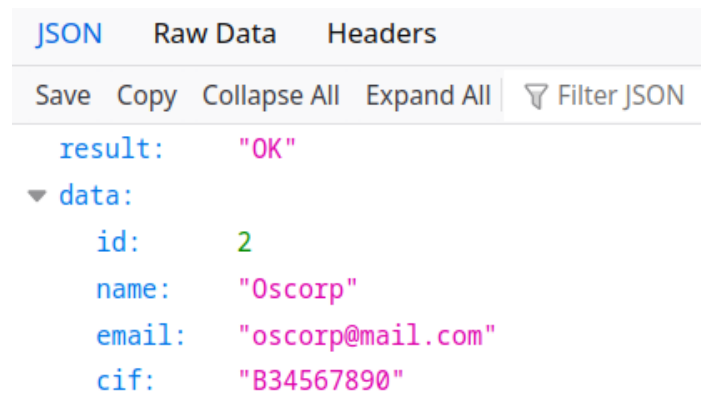 JSON Raw Data Headers
Save Copy Collapse All Expand All Filter JSON
result: "OK"
data:
id: 2
name: "Oscorp"
email: "oscorp@mail.com"
cif: "B34567890"